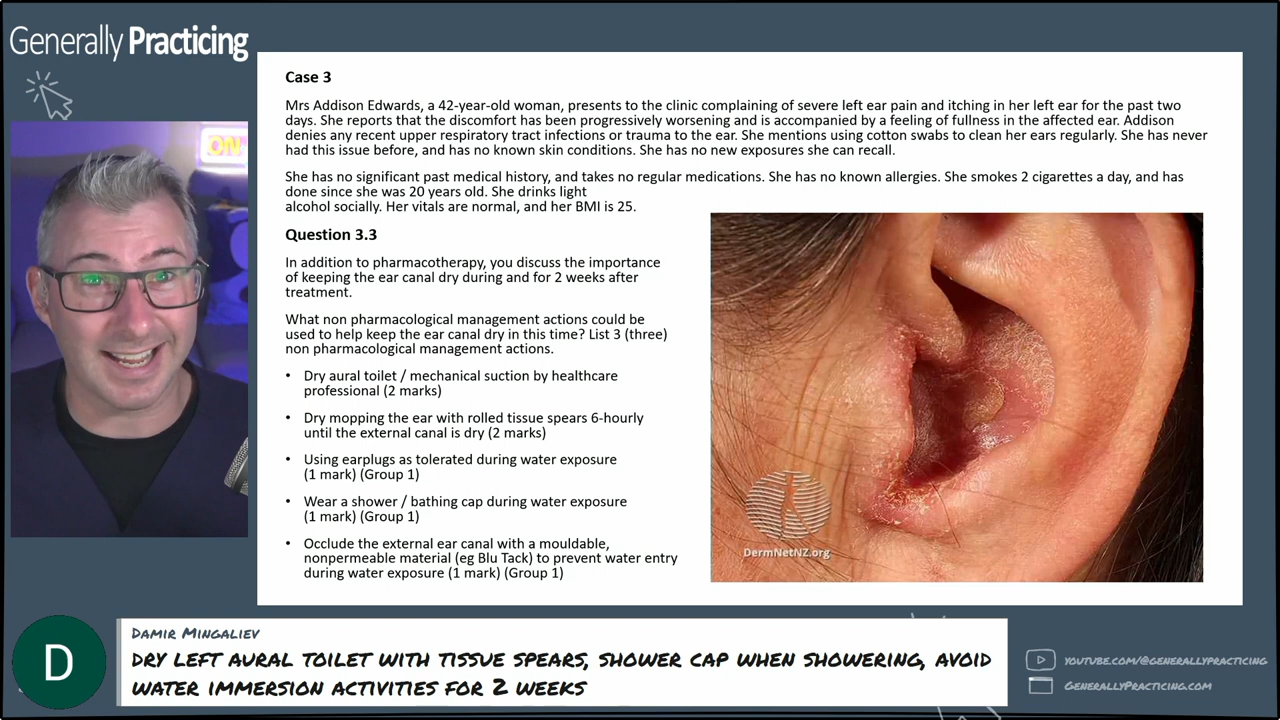 Generally Practicing
Case 3
Mrs Addison Edwards, a 42-year-old woman, presents to the clinic complaining of severe left ear pain and itching in her left ear for the past two
days. She reports that the discomfort has been progressively worsening and is accompanied by a feeling of fullness in the affected ear. Addison
denies any recent upper respiratory tract infections or trauma to the ear. She mentions using cotton swabs to clean her ears regularly. She has never
had this issue before, and has no known skin conditions. She has no new exposures she can recall.
She has no significant past medical history, and takes no regular medications. She has no known allergies. She smokes 2 cigarettes a day, and has
done since she was 20 years old. She drinks light
alcohol socially. Her vitals are normal, and her BMI is 25.
Question 3.3
In addition to pharmacotherapy, you discuss the importance
of keeping the ear canal dry during and for 2 weeks after
treatment.
What non pharmacological management actions could be
used to help keep the ear canal dry in this time? List 3 (three)
non pharmacological management actions.
• Dry aural toilet / mechanical suction by healthcare
professional (2 marks)
• Dry mopping the ear with rolled tissue spears 6-hourly
until the external canal is dry (2 marks)
• Using earplugs as tolerated during water exposure
(1 mark) (Group 1)
• Wear a shower / bathing cap during water exposure
(1 mark) (Group 1)
• Occlude the external ear canal with a mouldable,
nonpermeable material (eg Blu Tack) to prevent water entry
during water exposure (1 mark) (Group 1)
ON
DermNetNZ.org
D
Damir Mingaliev
DRY LEFT AURAL TOILET WITH TISSUE SPEARS, SHOWER CAP WHEN SHOWERING, AVOID
WATER IMMERSION ACTIVITIES FOR 2 WEEKS
YOUTUBE.COM/@GENERALLYPRACTICING
GENERALLYPRACTICING.COM